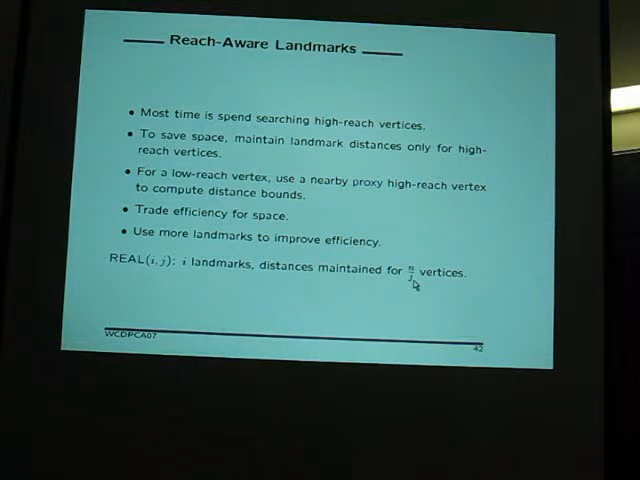 Reach-Aware Landmarks
• Most time is spend searching high-reach vertices.
• To save space, maintain landmark distances only for high-
reach vertices.
• For a low-reach vertex, use a nearby proxy high-reach vertex
to compute distance bounds.
• Trade efficiency for space.
• Use more landmarks to improve efficiency.
REAL(i,j): i landmarks, distances maintained for n/j vertices.
WCDPCA07
42